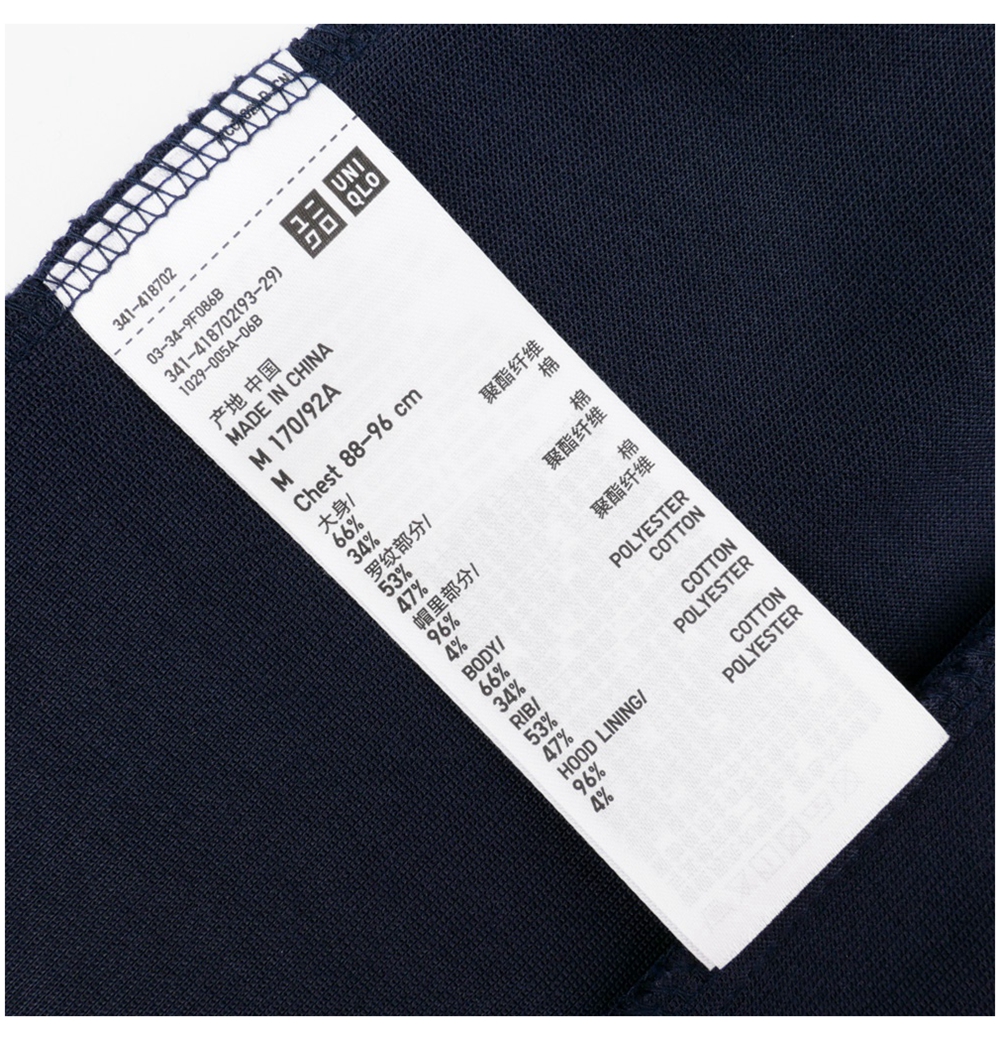 341-418702
ユニ
クロ
UNI
QLO
03-34-9F086B
341-418702(93-29)
1029-005A-06B
产地 中国
MADE IN CHINA
M 170/92A
M
Chest 88-96 cm
大身/
66% 聚酯纤维
34% 棉
罗纹部分/
53% 棉
47% 聚酯纤维
帽里部分/
96% 棉
4% 聚酯纤维
BODY/
66% POLYESTER
34% COTTON
RIB/
53% COTTON
47% POLYESTER
HOOD LINING/
96% COTTON
4% POLYESTER